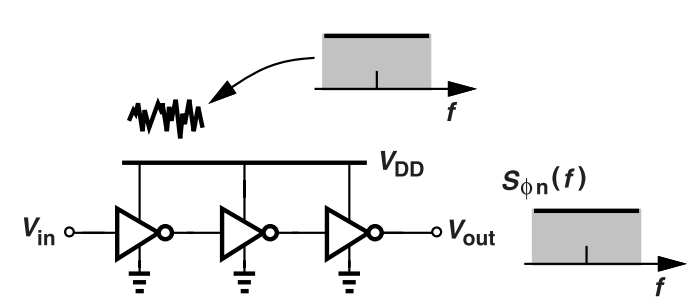 f
V_DD
S_ϕn(f)
V_in
V_out
f